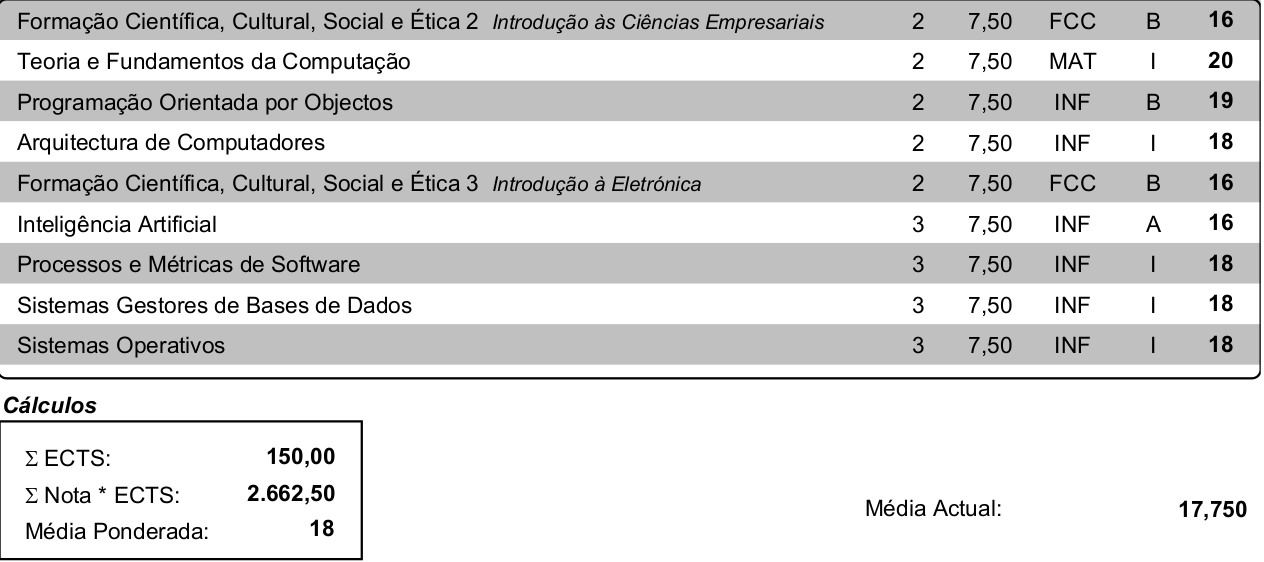 Formação Científica, Cultural, Social e Ética 2 Introdução às Ciências Empresariais 2 7,50 FCC B 16
Teoria e Fundamentos da Computação 2 7,50 MAT I 20
Programação Orientada por Objectos 2 7,50 INF B 19
Arquitectura de Computadores 2 7,50 INF I 18
Formação Científica, Cultural, Social e Ética 3 Introdução à Eletrónica 2 7,50 FCC B 16
Inteligência Artificial 3 7,50 INF A 16
Processos e Métricas de Software 3 7,50 INF I 18
Sistemas Gestores de Bases de Dados 3 7,50 INF I 18
Sistemas Operativos 3 7,50 INF I 18
Cálculos
Σ ECTS: 150,00
Σ Nota * ECTS: 2.662,50
Média Ponderada: 18
Média Actual: 17,750